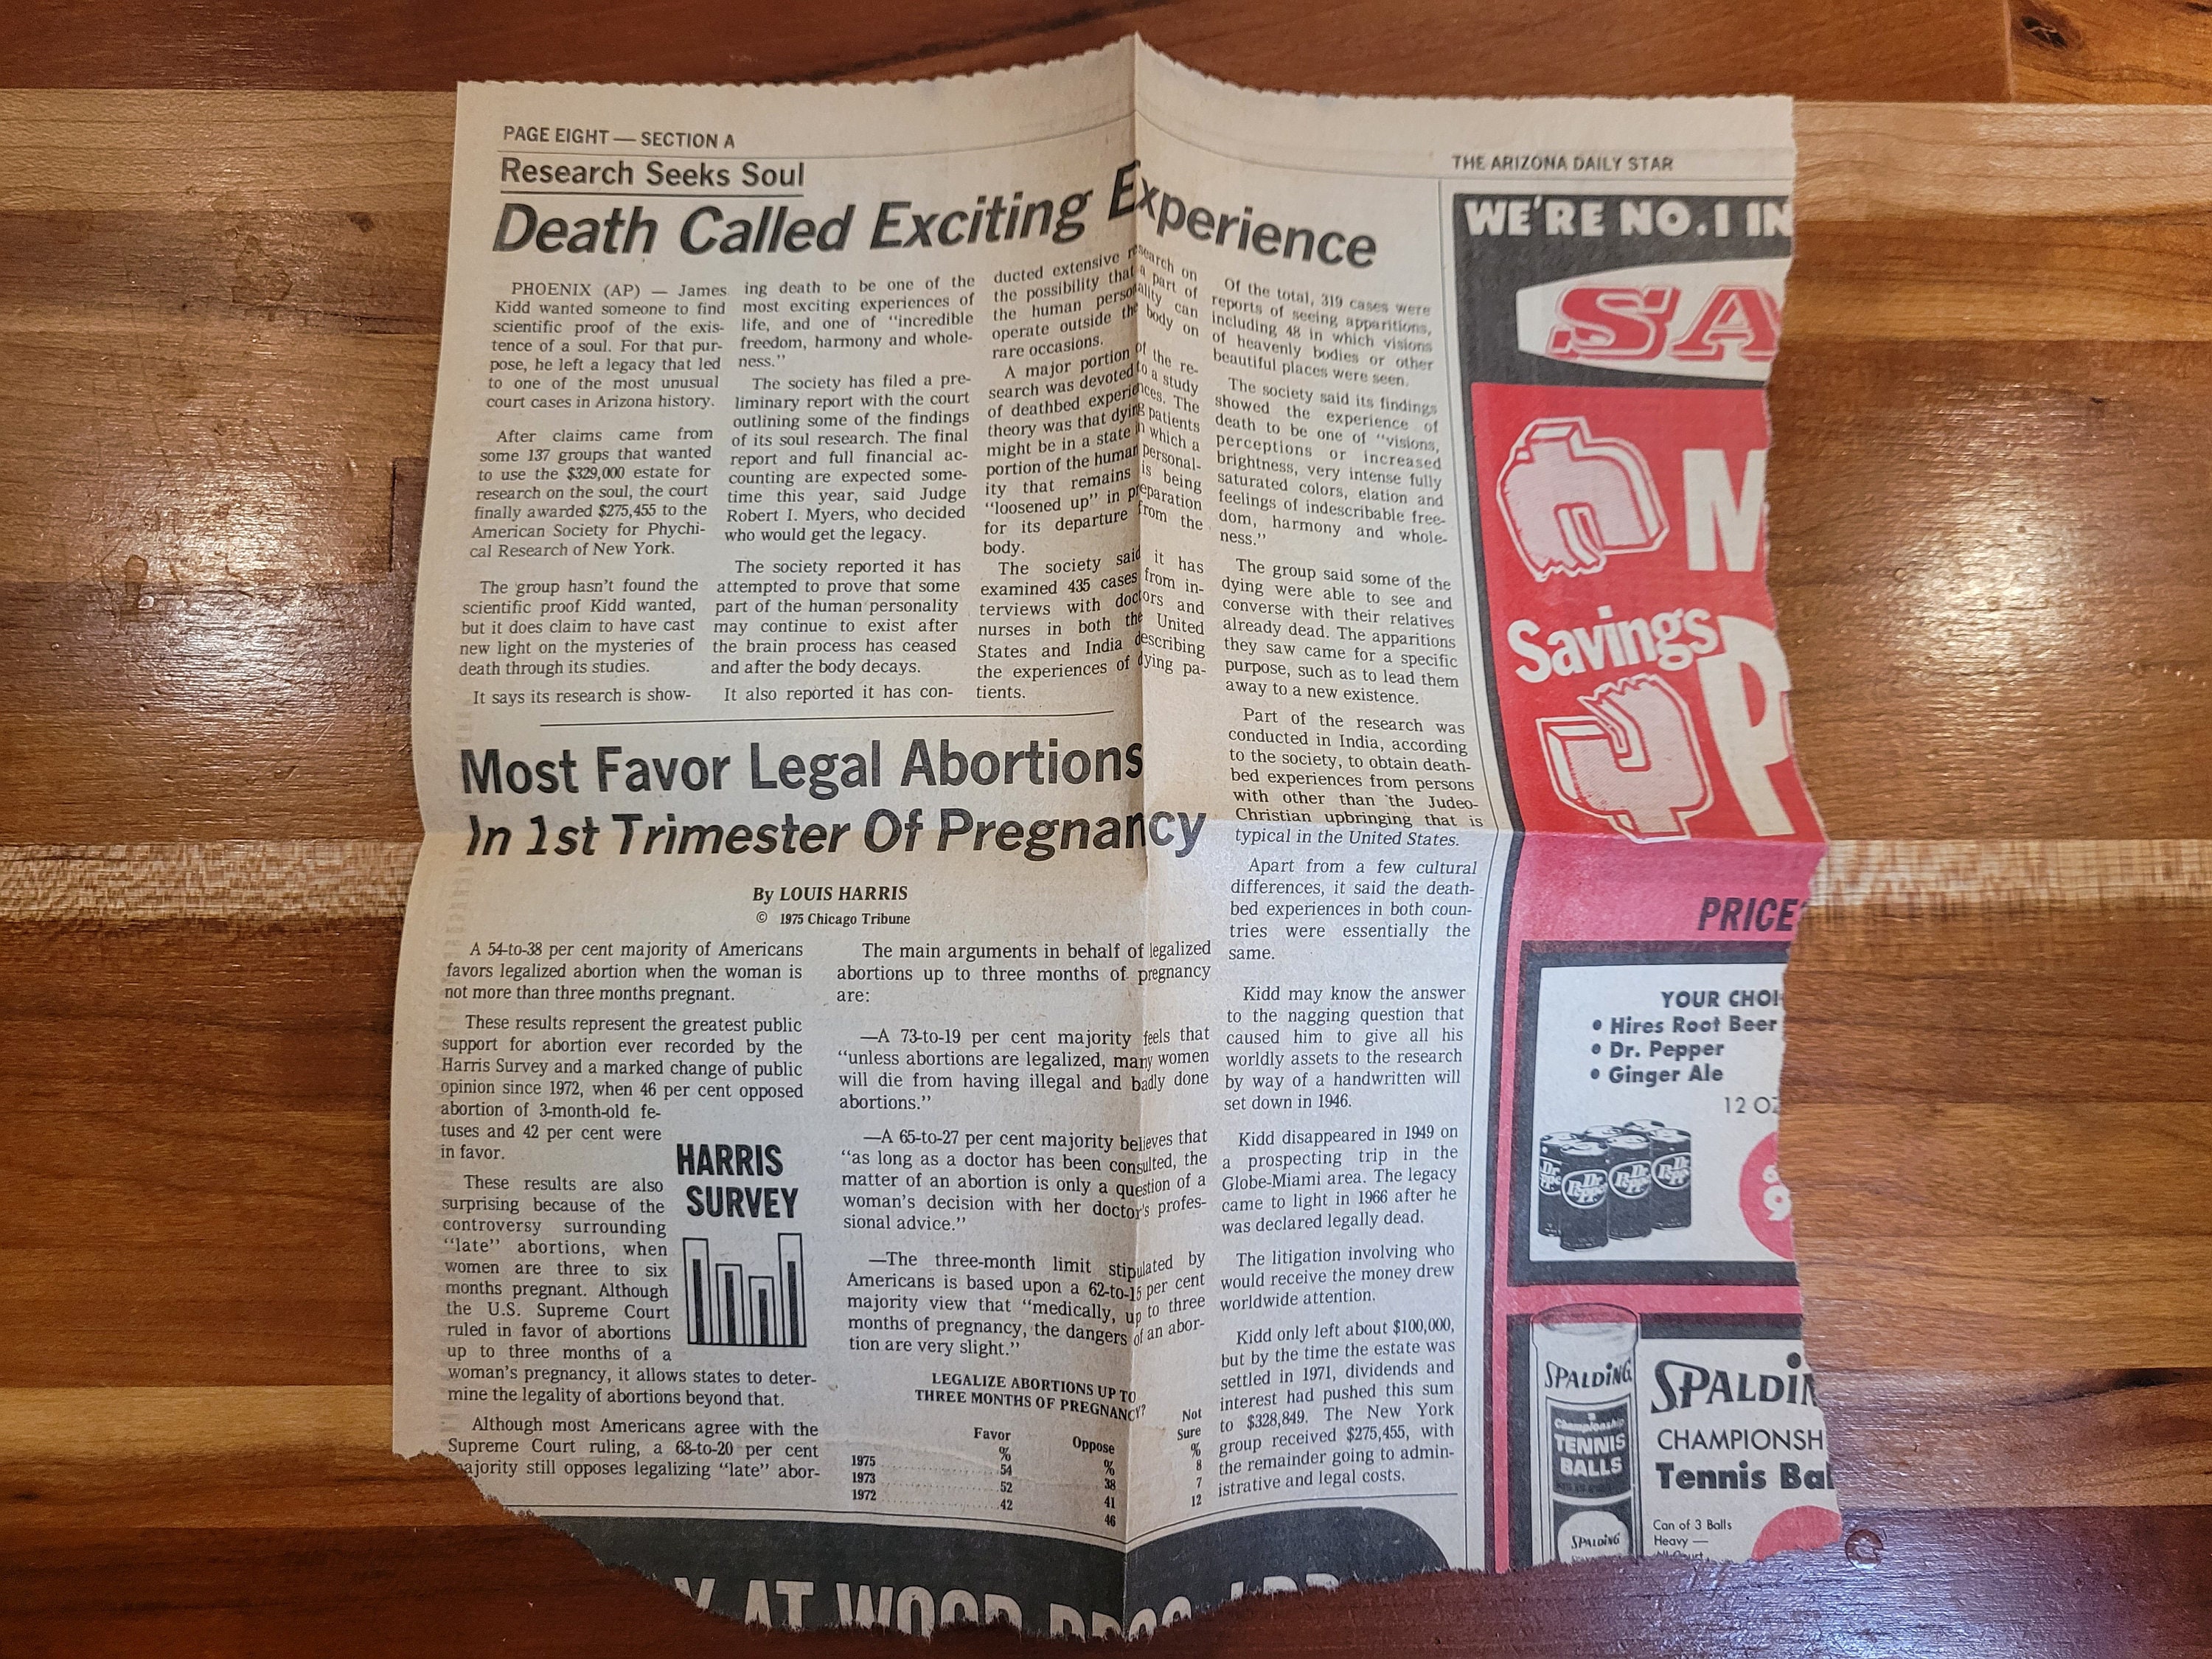 PAGE EIGHT — SECTION A
THE ARIZONA DAILY STAR
Research Seeks Soul
Death Called Exciting Experience
PHOENIX (AP) — James
Kidd wanted someone to find
scientific proof of the exis-
tence of a soul. For that pur-
pose, he left a legacy that led
to one of the most unusual
court cases in Arizona history.
After claims came from
some 137 groups that wanted
to use the $329,000 estate for
research on the soul, the court
finally awarded $275,455 to the
American Society for Phychi-
cal Research of New York.
The group hasn't found the
scientific proof Kidd wanted,
but it does claim to have cast
new light on the mysteries of
death through its studies.
It says its research is show-
ing death to be one of the
most exciting experiences of
life, and one of "incredible
freedom, harmony and whole-
ness."
The society has filed a pre-
liminary report with the court
outlining some of the findings
of its soul research. The final
report and full financial ac-
counting are expected some-
time this year, said Judge
Robert I. Myers, who decided
who would get the legacy.
The society reported it has
attempted to prove that some
part of the human personality
may continue to exist after
the brain process has ceased
and after the body decays.
It also reported it has con-
ducted extensive research on
the possibility that a part of
the human personality can
operate outside the body on
rare occasions.
A major portion of the re-
search was devoted to a study
of deathbed experiences. The
theory was that dying patients
might be in a state in which a
portion of the human personal-
ity that remains is being
"loosened up" in preparation
for its departure from the
body.
The society said it has
examined 435 cases from in-
terviews with doctors and
nurses in both the United
States and India describing
the experiences of dying pa-
tients.
Of the total, 319 cases were
reports of seeing apparitions,
including 48 in which visions
of heavenly bodies or other
beautiful places were seen.
The society said its findings
showed the experience of
death to be one of "visions,
perceptions or increased
brightness, very intense fully
saturated colors, elation and
feelings of indescribable free-
dom, harmony and whole-
ness."
The group said some of the
dying were able to see and
converse with their relatives
already dead. The apparitions
they saw came for a specific
purpose, such as to lead them
away to a new existence.
Part of the research was
conducted in India, according
to the society, to obtain death-
bed experiences from persons
with other than the Judeo-
Christian upbringing that is
typical in the United States.
Apart from a few cultural
differences, it said the death-
bed experiences in both coun-
tries were essentially the
same.
Kidd may know the answer
to the nagging question that
caused him to give all his
worldly assets to the research
by way of a handwritten will
set down in 1946.
Kidd disappeared in 1949 on
a prospecting trip in the
Globe-Miami area. The legacy
came to light in 1966 after he
was declared legally dead.
The litigation involving who
would receive the money drew
worldwide attention.
Kidd only left about $100,000,
but by the time the estate was
settled in 1971, dividends and
interest had pushed this sum
to $328,849. The New York
group received $275,455, with
the remainder going to admin-
istrative and legal costs.
Most Favor Legal Abortions
In 1st Trimester Of Pregnancy
By LOUIS HARRIS
© 1975 Chicago Tribune
A 54-to-38 per cent majority of Americans
favors legalized abortion when the woman is
not more than three months pregnant.
These results represent the greatest public
support for abortion ever recorded by the
Harris Survey and a marked change of public
opinion since 1972, when 46 per cent opposed
abortion of 3-month-old fe-
tuses and 42 per cent were
in favor.
HARRIS
SURVEY
These results are also
surprising because of the
controversy surrounding
"late" abortions, when
women are three to six
months pregnant. Although
the U.S. Supreme Court
ruled in favor of abortions
up to three months of a
woman's pregnancy, it allows states to deter-
mine the legality of abortions beyond that.
Although most Americans agree with the
Supreme Court ruling, a 68-to-20 per cent
majority still opposes legalizing "late" abor-
The main arguments in behalf of legalized
abortions up to three months of pregnancy
are:
—A 73-to-19 per cent majority feels that
"unless abortions are legalized, many women
will die from having illegal and badly done
abortions."
—A 65-to-27 per cent majority believes that
"as long as a doctor has been consulted, the
matter of an abortion is only a question of a
woman's decision with her doctor's profes-
sional advice."
—The three-month limit stipulated by
Americans is based upon a 62-to-15 per cent
majority view that "medically, up to three
months of pregnancy, the dangers of an abor-
tion are very slight."
LEGALIZE ABORTIONS UP TO
THREE MONTHS OF PREGNANCY?
Favor Oppose Not
Sure
% % %
1975 54 38 8
1973 52 41 7
1972 42 46 12
WE'RE NO.1 IN
SA
M
Savings
P
PRICE
YOUR CHOI
• Hires Root Beer
• Dr. Pepper
• Ginger Ale
12 OZ
Dr Pepper
Dr Pepper
Dr Pepper
9
SPALDING
Championship
TENNIS
BALLS
SPALDING
SPALDIN
CHAMPIONSH
Tennis Bal
Can of 3 Balls
Heavy —
Y AT WOOD BROS